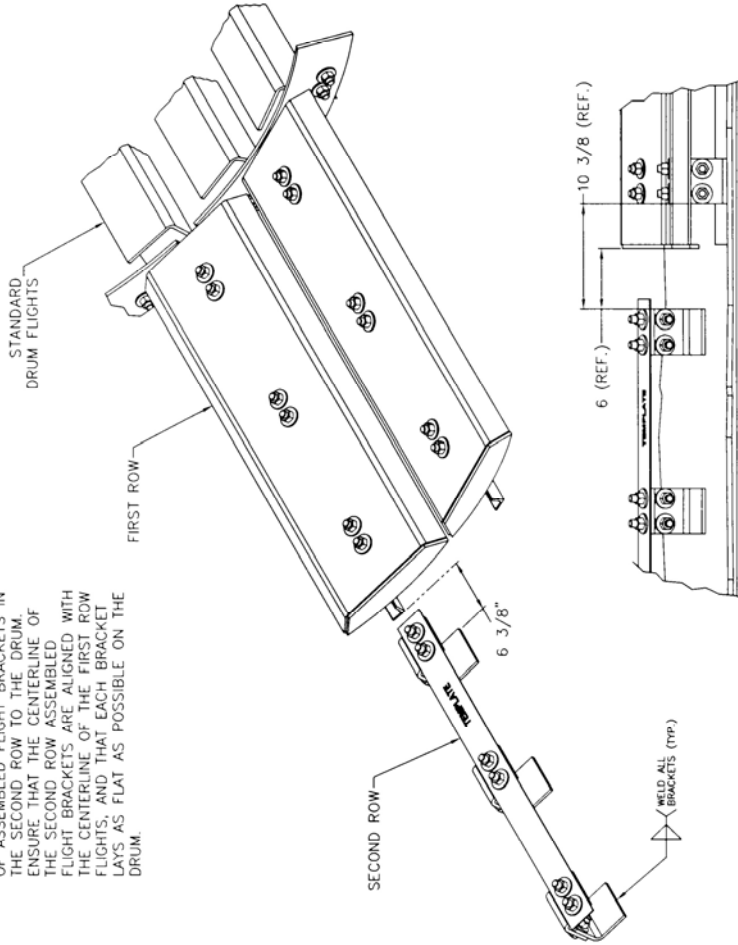 OF ASSEMBLED FLIGHT BRACKETS IN
THE SECOND ROW TO THE DRUM.
ENSURE THAT THE CENTERLINE OF
THE SECOND ROW ASSEMBLED
FLIGHT BRACKETS ARE ALIGNED WITH
THE CENTERLINE OF THE FIRST ROW
FLIGHTS, AND THAT EACH BRACKET
LAYS AS FLAT AS POSSIBLE ON THE
DRUM.
STANDARD
DRUM FLIGHTS
FIRST ROW
SECOND ROW
TEMPLATE
6 3/8"
WELD ALL
BRACKETS (TYP.)
10 3/8 (REF.)
6 (REF.)
TEMPLATE